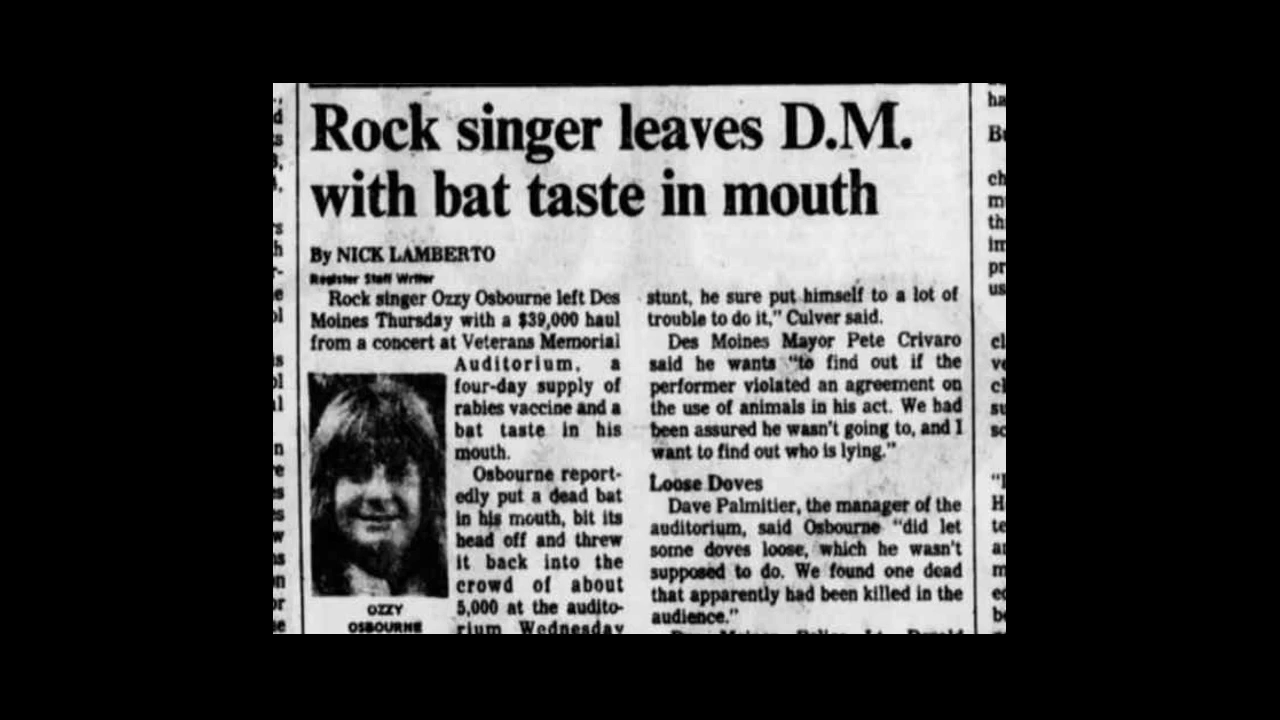 Rock singer leaves D.M.
with bat taste in mouth
By NICK LAMBERTO
Register Staff Writer
Rock singer Ozzy Osbourne left Des
Moines Thursday with a $39,000 haul
from a concert at Veterans Memorial
Auditorium, a
four-day supply of
rabies vaccine and a
bat taste in his
mouth.
Osbourne report-
edly put a dead bat
in his mouth, bit its
head off and threw
it back into the
crowd of about
5,000 at the audito-
rium Wednesday
OZZY
OSBOURNE
stunt, he sure put himself to a lot of
trouble to do it," Culver said.
Des Moines Mayor Pete Crivaro
said he wants "to find out if the
performer violated an agreement on
the use of animals in his act. We had
been assured he wasn't going to, and I
want to find out who is lying."
Loose Doves
Dave Palmitier, the manager of the
auditorium, said Osbourne "did let
some doves loose, which he wasn't
supposed to do. We found one dead
that apparently had been killed in the
audience."